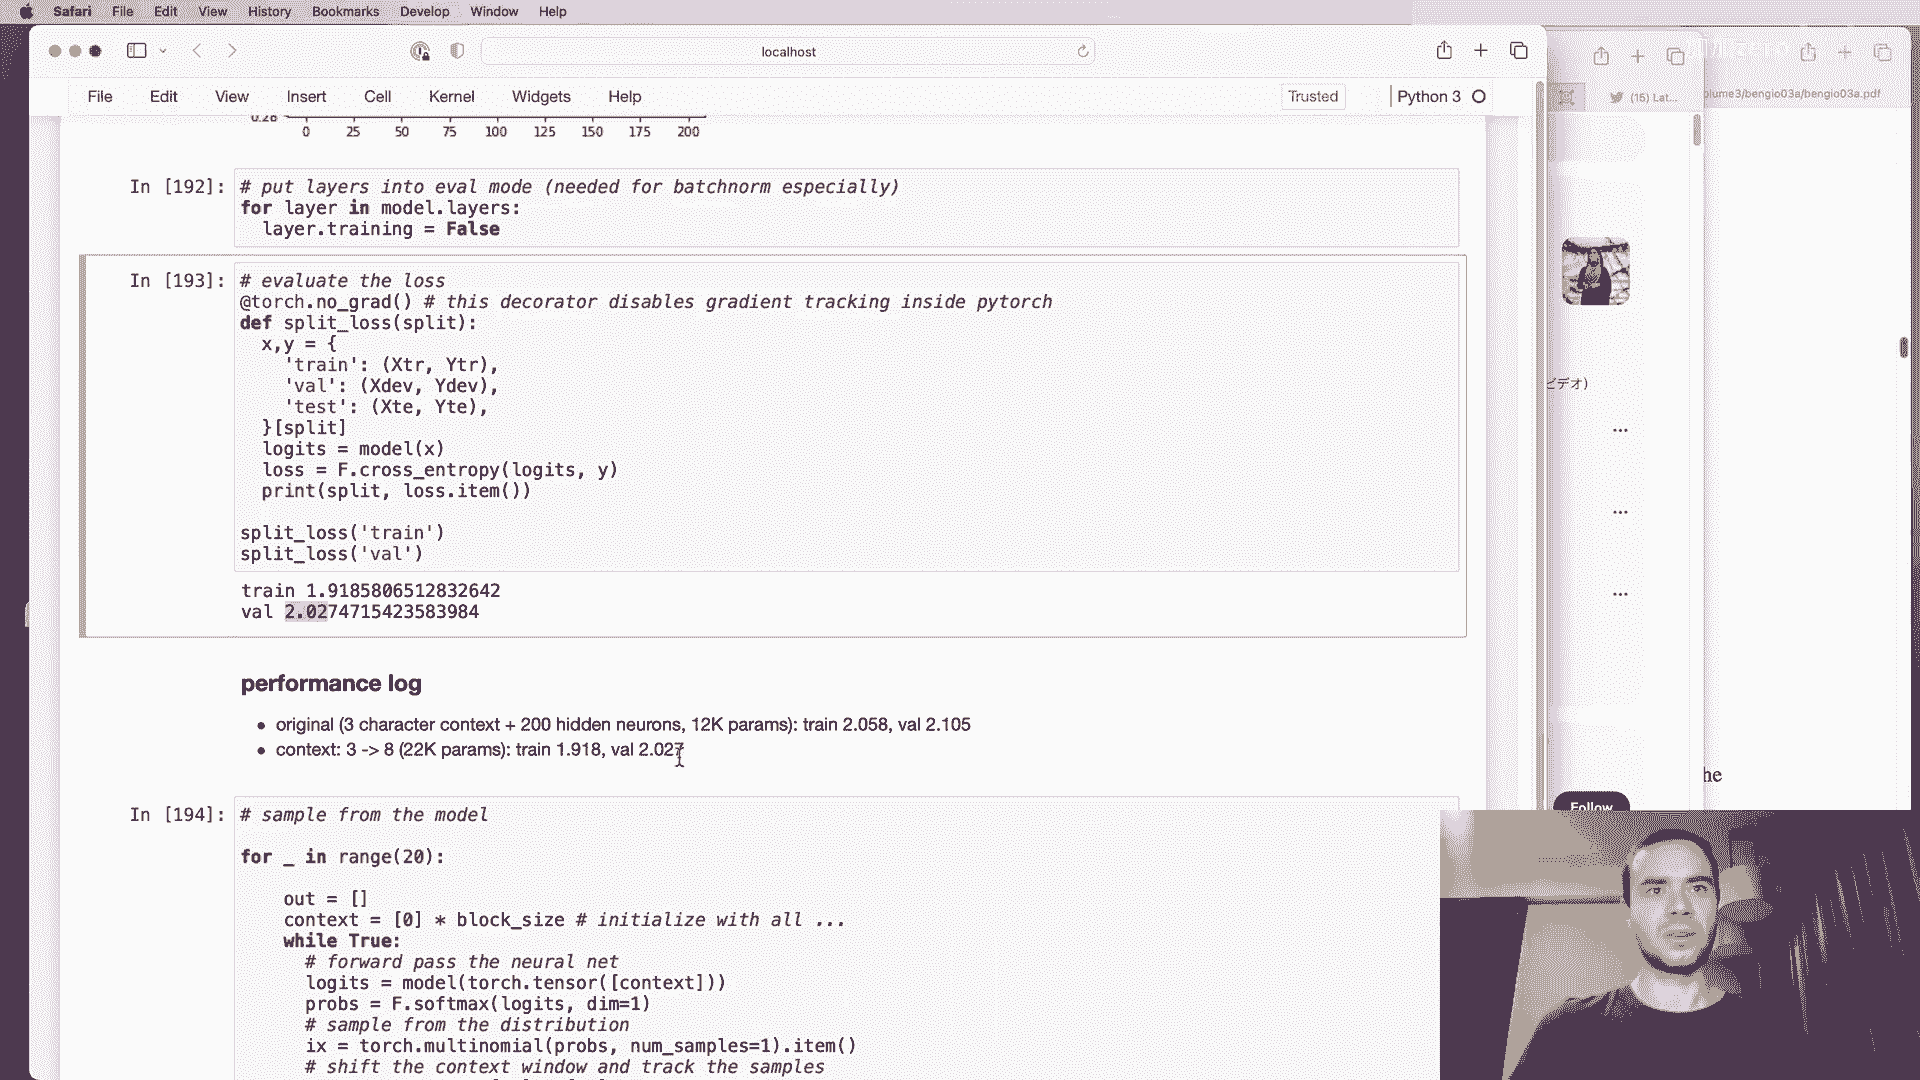 Safari File Edit View History Bookmarks Develop Window Help
localhost
File Edit View Insert Cell Kernel Widgets Help
Trusted
Python 3
(15) Lat...
olume3/bengio03a/bengio03a.pdf
0.28
0 25 50 75 100 125 150 175 200
In [192]:
# put layers into eval mode (needed for batchnorm especially)
for layer in model.layers:
  layer.training = False
In [193]:
# evaluate the loss
@torch.no_grad() # this decorator disables gradient tracking inside pytorch
def split_loss(split):
  x,y = {
    'train': (Xtr, Ytr),
    'val': (Xdev, Ydev),
    'test': (Xte, Yte),
  }[split]
  logits = model(x)
  loss = F.cross_entropy(logits, y)
  print(split, loss.item())
split_loss('train')
split_loss('val')
train 1.9185806512832642
val 2.0274715423583984
ビデオ)
performance log
• original (3 character context + 200 hidden neurons, 12K params): train 2.058, val 2.105
• context: 3 -> 8 (22K params): train 1.918, val 2.027
he
Follow
In [194]:
# sample from the model
for _ in range(20):
    out = []
    context = [0] * block_size # initialize with all ...
    while True:
      # forward pass the neural net
      logits = model(torch.tensor([context]))
      probs = F.softmax(logits, dim=1)
      # sample from the distribution
      ix = torch.multinomial(probs, num_samples=1).item()
      # shift the context window and track the samples